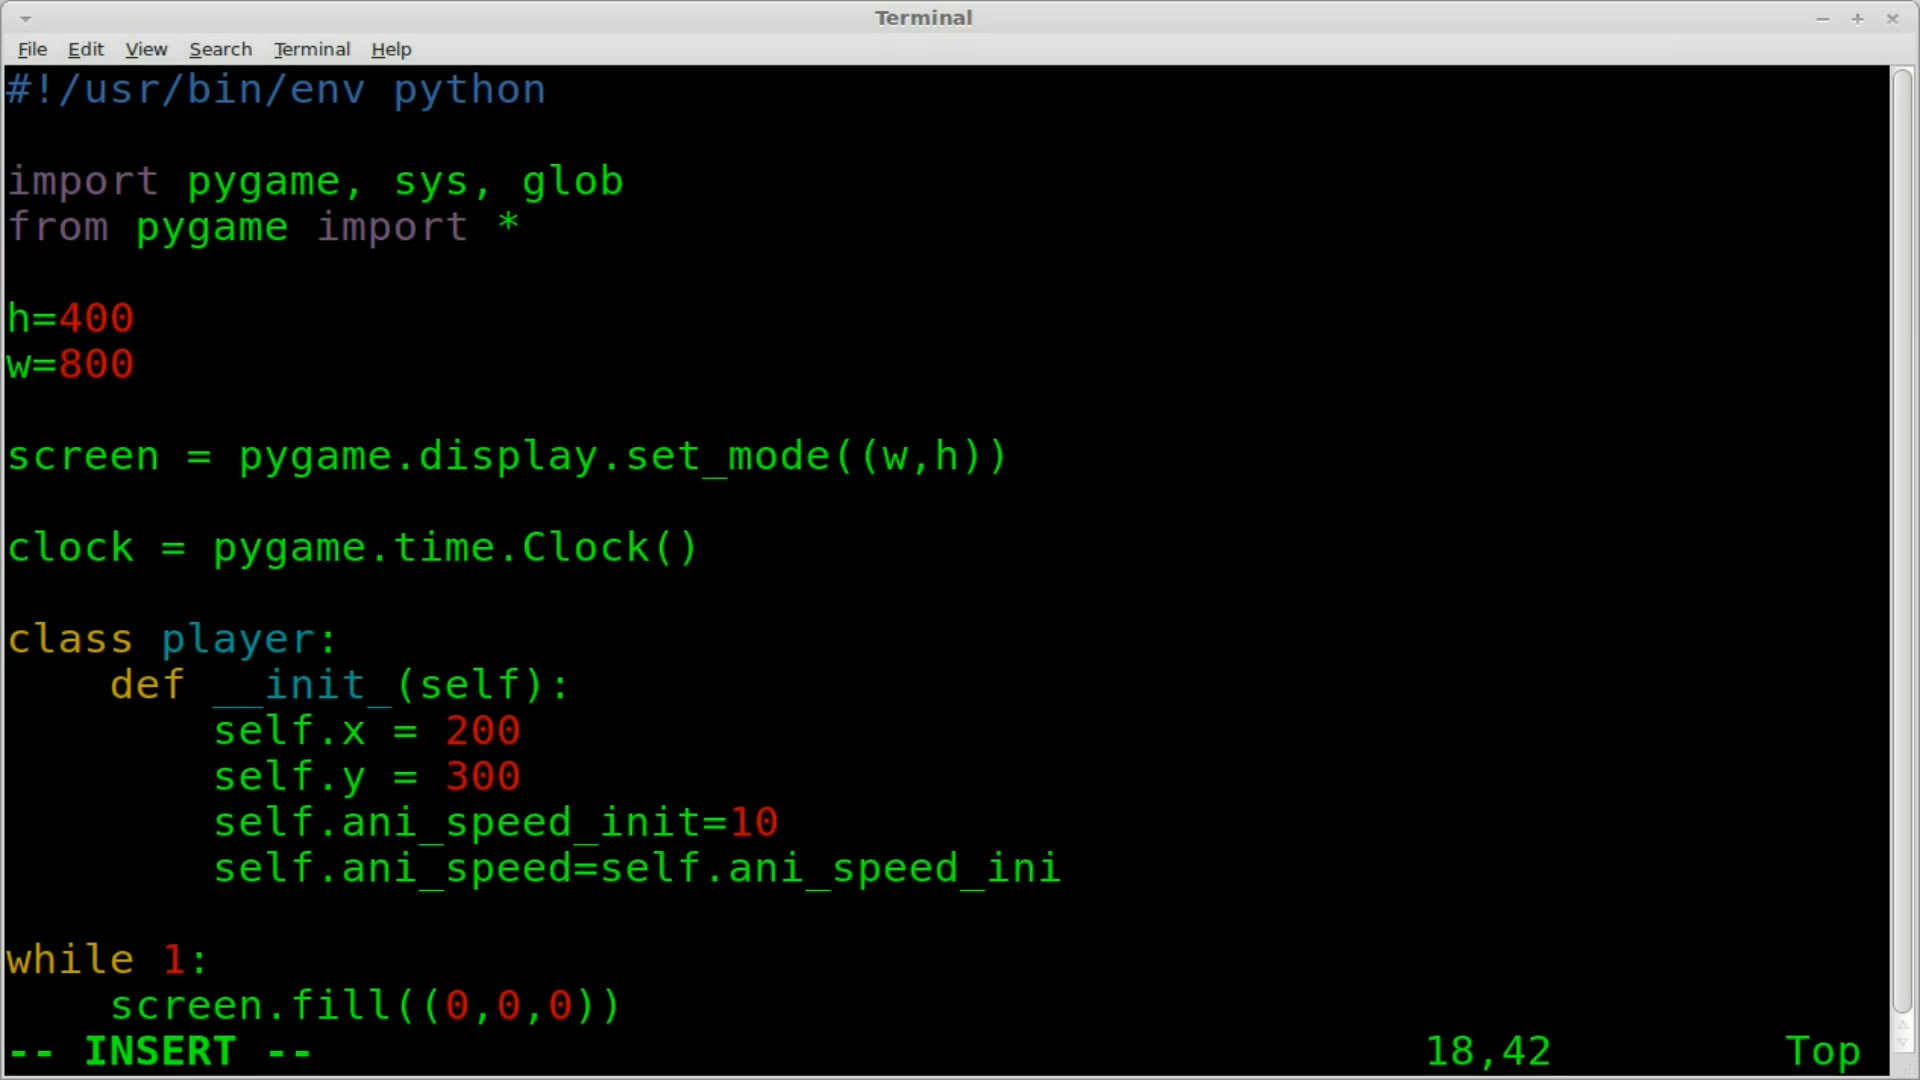 Terminal
File Edit View Search Terminal Help
#!/usr/bin/env python
import pygame, sys, glob
from pygame import *
h=400
w=800
screen = pygame.display.set_mode((w,h))
clock = pygame.time.Clock()
class player:
    def __init_(self):
        self.x = 200
        self.y = 300
        self.ani_speed_init=10
        self.ani_speed=self.ani_speed_ini
while 1:
    screen.fill((0,0,0))
-- INSERT -- 18,42 Top